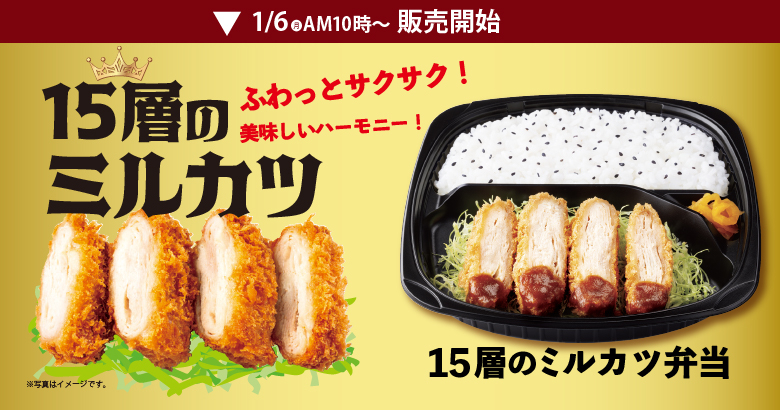 ▼ 1/6㊊AM10時～ 販売開始
15層の
ミルカツ
ふわっとサクサク！
美味しいハーモニー！
15層のミルカツ弁当
※写真はイメージです。